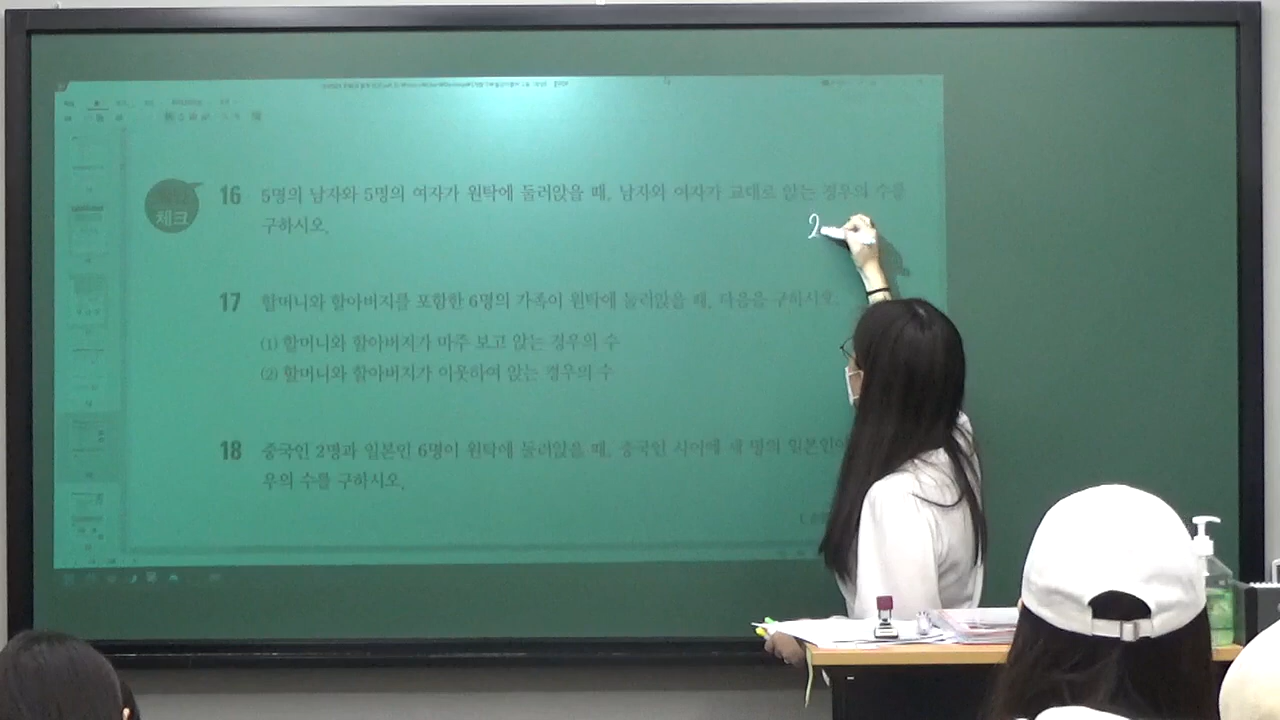 체크
16 5명의 남자와 5명의 여자가 원탁에 둘러앉을 때, 남자와 여자가 교대로 앉는 경우의 수를
구하시오.
2
17 할머니와 할아버지를 포함한 6명의 가족이 원탁에 둘러앉을 때, 다음을 구하시오.
(1) 할머니와 할아버지가 마주 보고 앉는 경우의 수
(2) 할머니와 할아버지가 이웃하여 앉는 경우의 수
18 중국인 2명과 일본인 6명이 원탁에 둘러앉을 때, 중국인 사이에 세 명의 일본인이
우의 수를 구하시오.